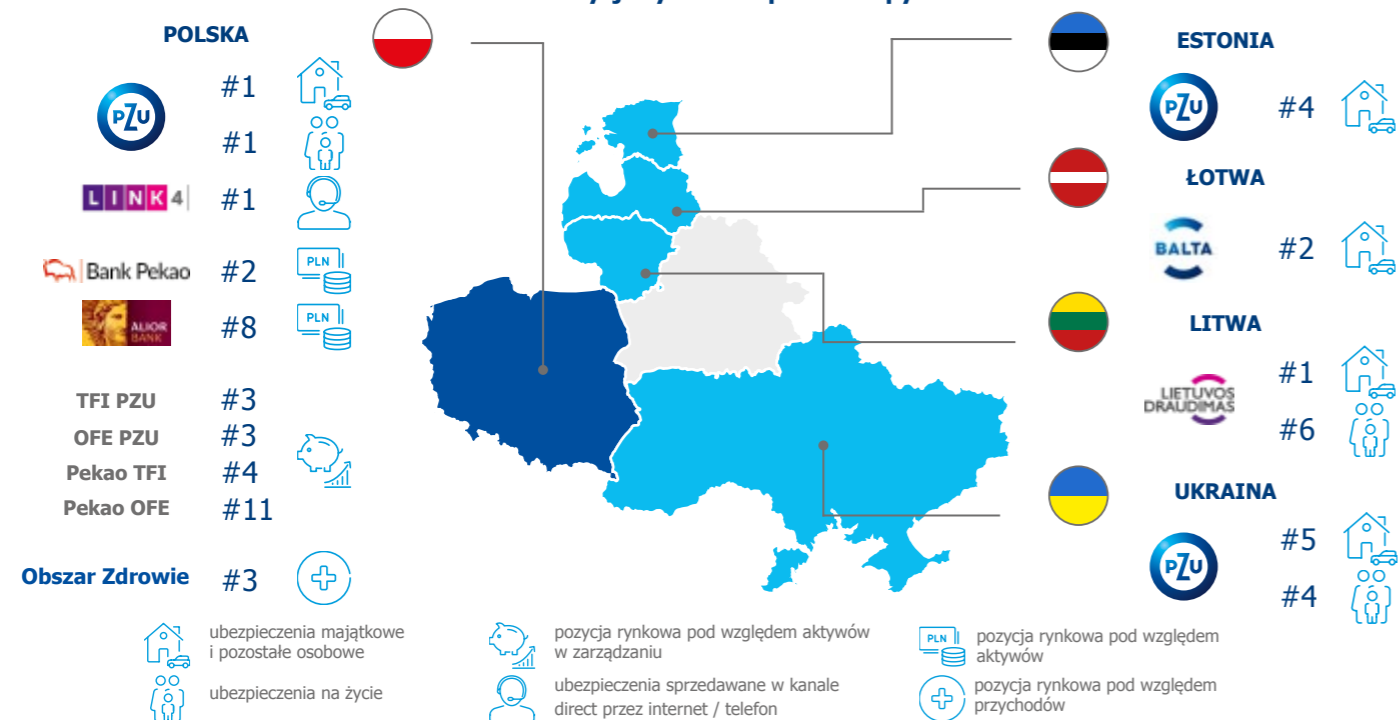 POLSKA
PZU
#1
#1
LINK4
#1
Bank Pekao
#2
PLN
ALIOR
BANK
#8
PLN
TFI PZU
#3
OFE PZU
#3
Pekao TFI
#4
Pekao OFE
#11
Obszar Zdrowie
#3
ESTONIA
PZU
#4
ŁOTWA
BALTA
#2
LITWA
LIETUVOS
DRAUDIMAS
#1
#6
UKRAINA
PZU
#5
#4
ubezpieczenia majątkowe
i pozostałe osobowe
ubezpieczenia na życie
pozycja rynkowa pod względem aktywów
w zarządzaniu
ubezpieczenia sprzedawane w kanale
direct przez internet / telefon
PLN
pozycja rynkowa pod względem
aktywów
pozycja rynkowa pod względem
przychodów